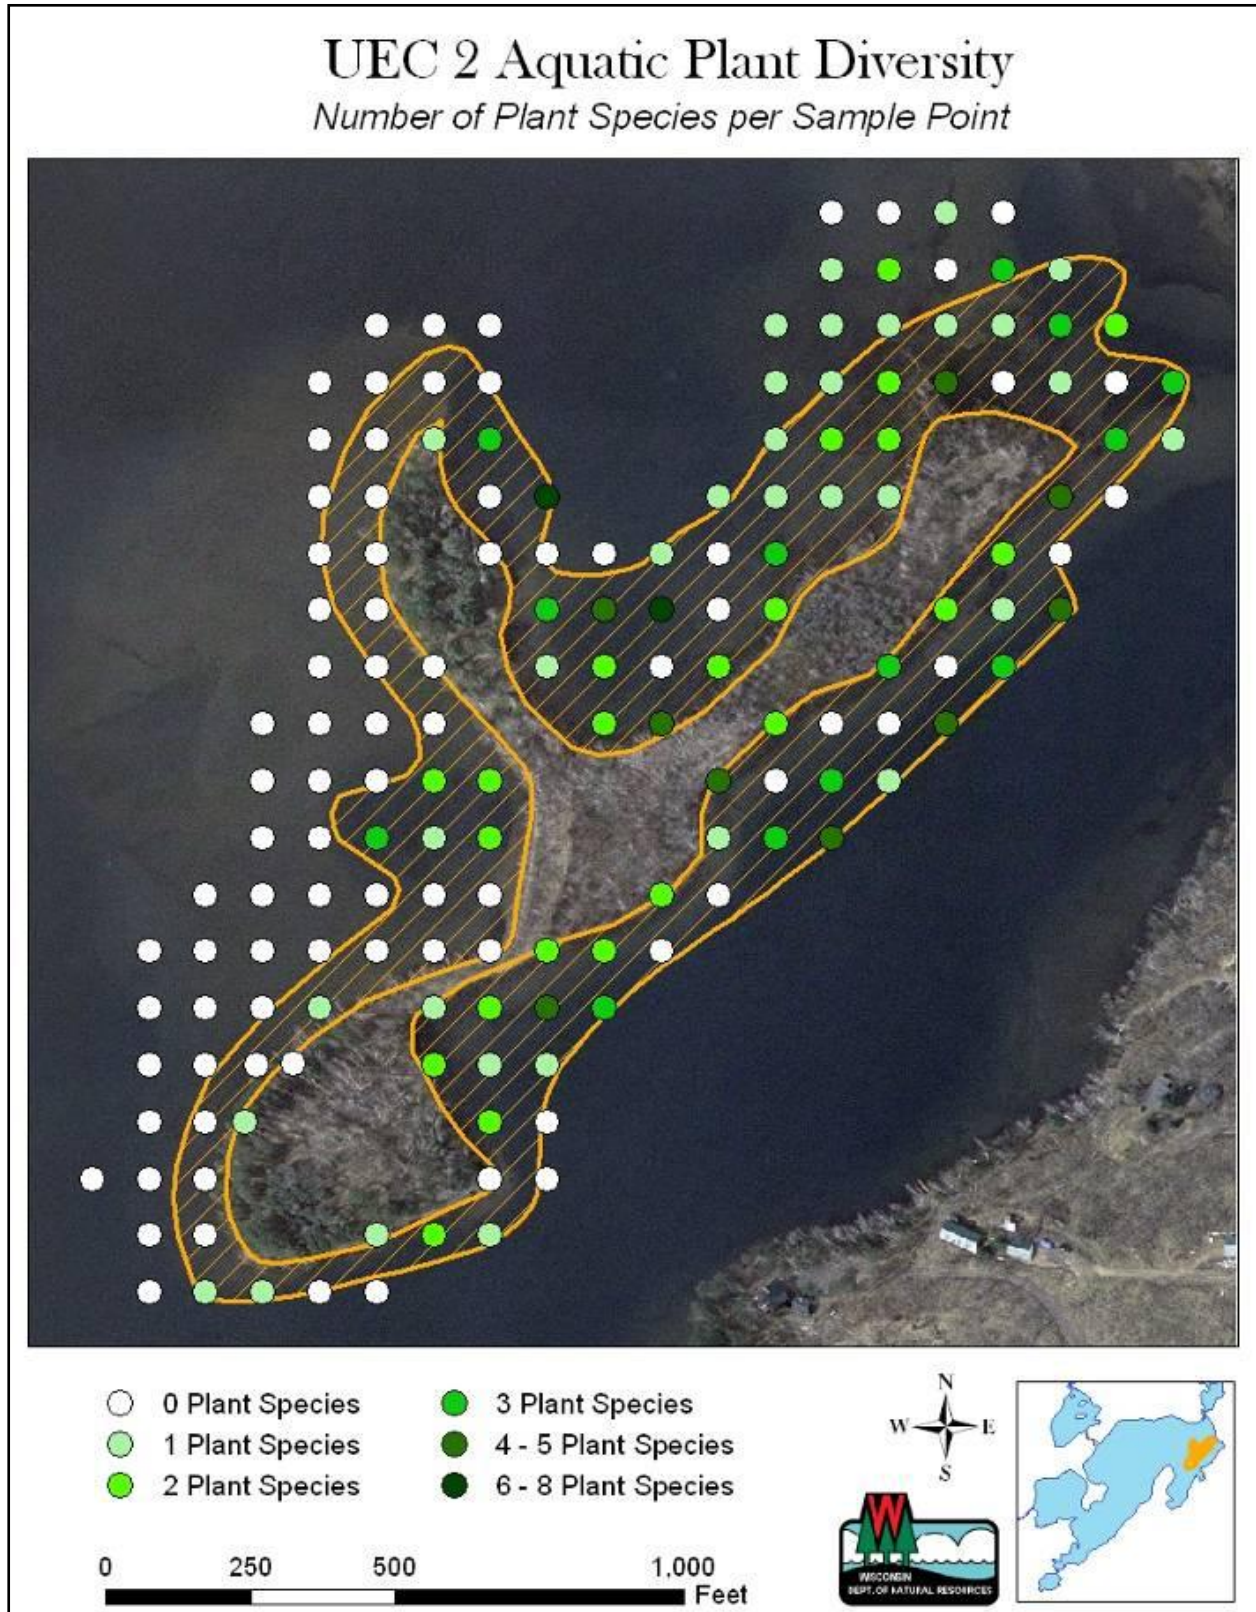 UEC 2 Aquatic Plant Diversity
Number of Plant Species per Sample Point
0 Plant Species
1 Plant Species
2 Plant Species
3 Plant Species
4 - 5 Plant Species
6 - 8 Plant Species
0 250 500 1,000
Feet
N
W E
S
W
WISCONSIN
DEPT. OF NATURAL RESOURCES